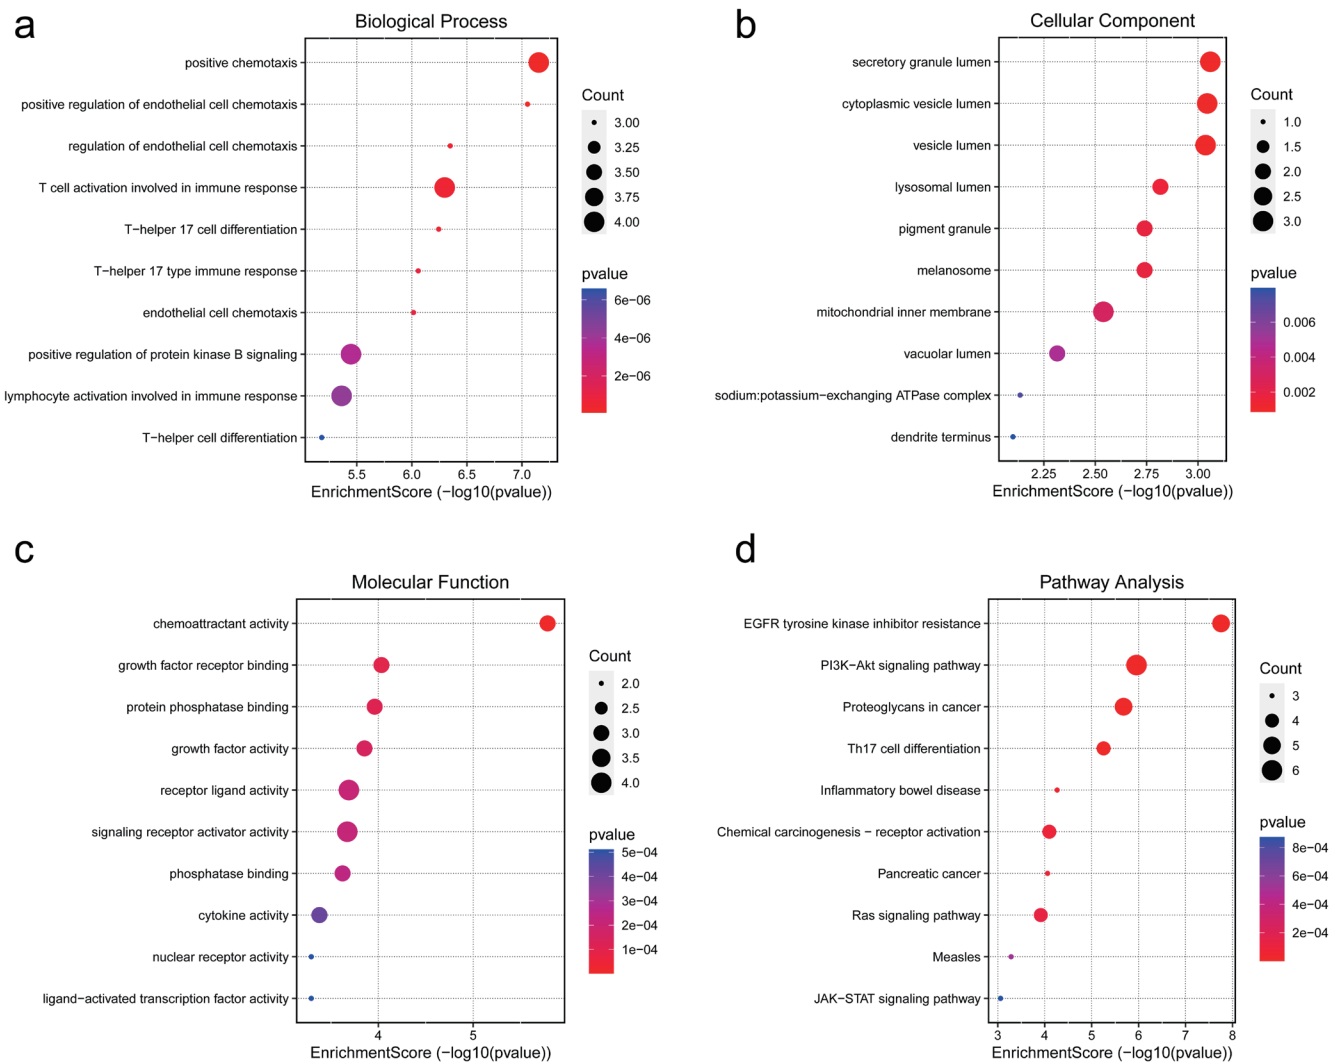 a
Biological Process
positive chemotaxis
positive regulation of endothelial cell chemotaxis
regulation of endothelial cell chemotaxis
T cell activation involved in immune response
T−helper 17 cell differentiation
T−helper 17 type immune response
endothelial cell chemotaxis
positive regulation of protein kinase B signaling
lymphocyte activation involved in immune response
T−helper cell differentiation
5.5 6.0 6.5 7.0
EnrichmentScore (−log10(pvalue))
Count
3.00
3.25
3.50
3.75
4.00
pvalue
6e−06
4e−06
2e−06
b
Cellular Component
secretory granule lumen
cytoplasmic vesicle lumen
vesicle lumen
lysosomal lumen
pigment granule
melanosome
mitochondrial inner membrane
vacuolar lumen
sodium:potassium−exchanging ATPase complex
dendrite terminus
2.25 2.50 2.75 3.00
EnrichmentScore (−log10(pvalue))
Count
1.0
1.5
2.0
2.5
3.0
pvalue
0.006
0.004
0.002
c
Molecular Function
chemoattractant activity
growth factor receptor binding
protein phosphatase binding
growth factor activity
receptor ligand activity
signaling receptor activator activity
phosphatase binding
cytokine activity
nuclear receptor activity
ligand−activated transcription factor activity
4 5
EnrichmentScore (−log10(pvalue))
Count
2.0
2.5
3.0
3.5
4.0
pvalue
5e−04
4e−04
3e−04
2e−04
1e−04
d
Pathway Analysis
EGFR tyrosine kinase inhibitor resistance
PI3K−Akt signaling pathway
Proteoglycans in cancer
Th17 cell differentiation
Inflammatory bowel disease
Chemical carcinogenesis − receptor activation
Pancreatic cancer
Ras signaling pathway
Measles
JAK−STAT signaling pathway
3 4 5 6 7 8
EnrichmentScore (−log10(pvalue))
Count
3
4
5
6
pvalue
8e−04
6e−04
4e−04
2e−04